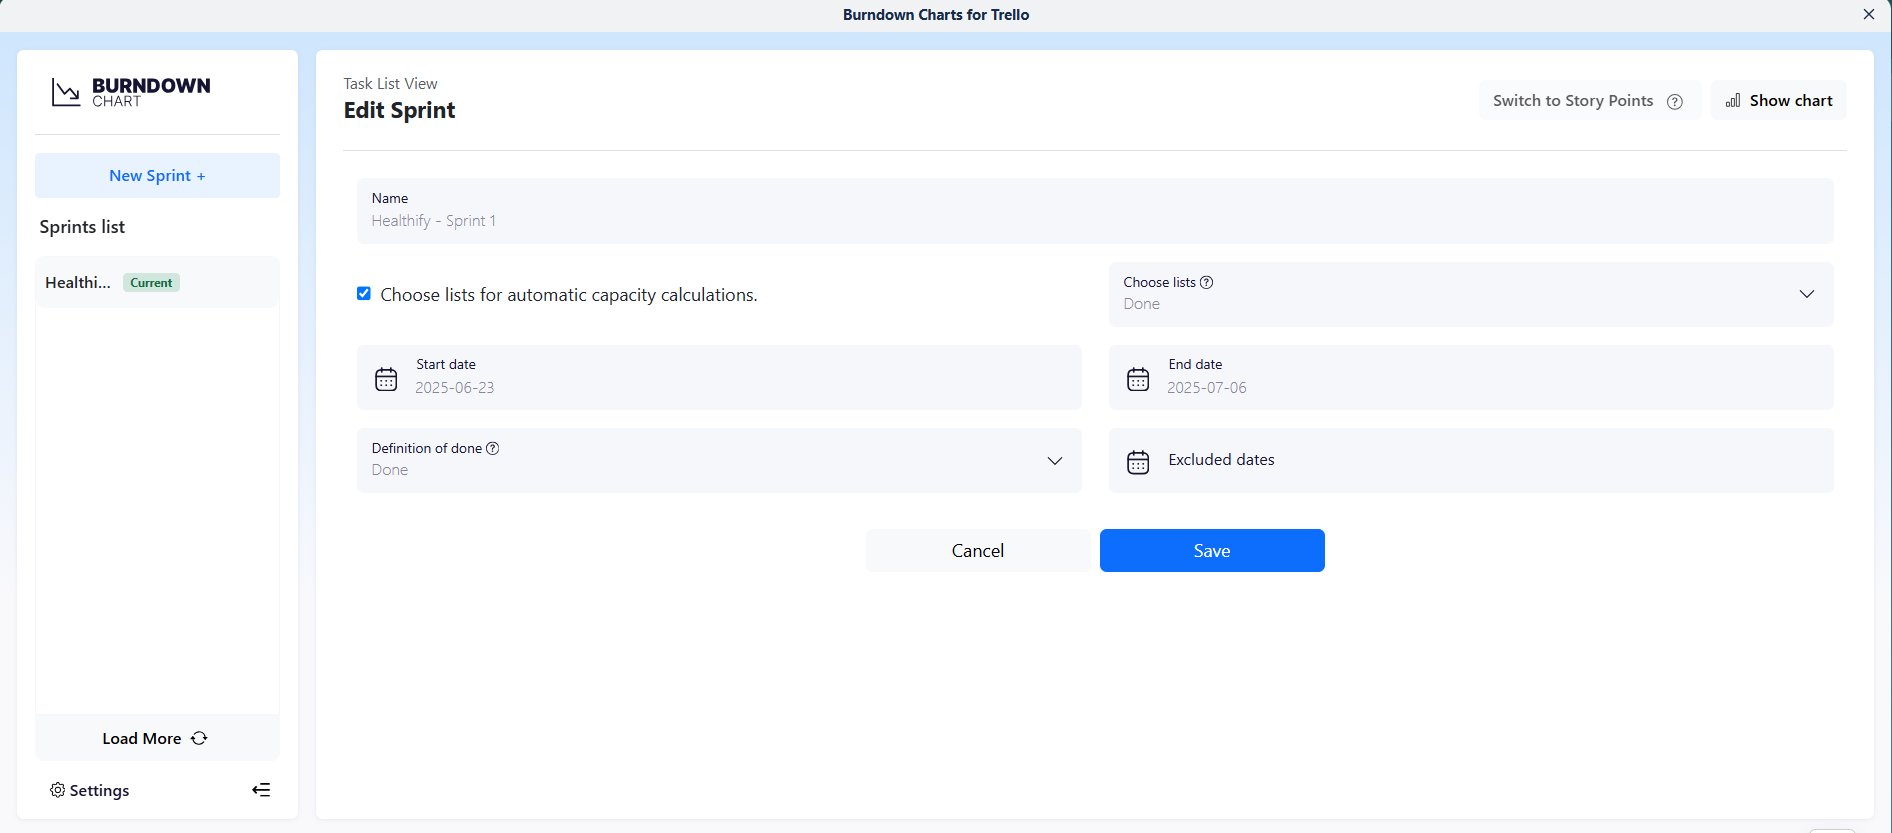 Burndown Charts for Trello
BURNDOWN
CHART
New Sprint +
Sprints list
Healthi... Current
Load More
Settings
Task List View
Edit Sprint
Switch to Story Points ?
Show chart
Name
Healthify - Sprint 1
Choose lists for automatic capacity calculations.
Choose lists ?
Done
Start date
2025-06-23
End date
2025-07-06
Definition of done ?
Done
Excluded dates
Cancel
Save